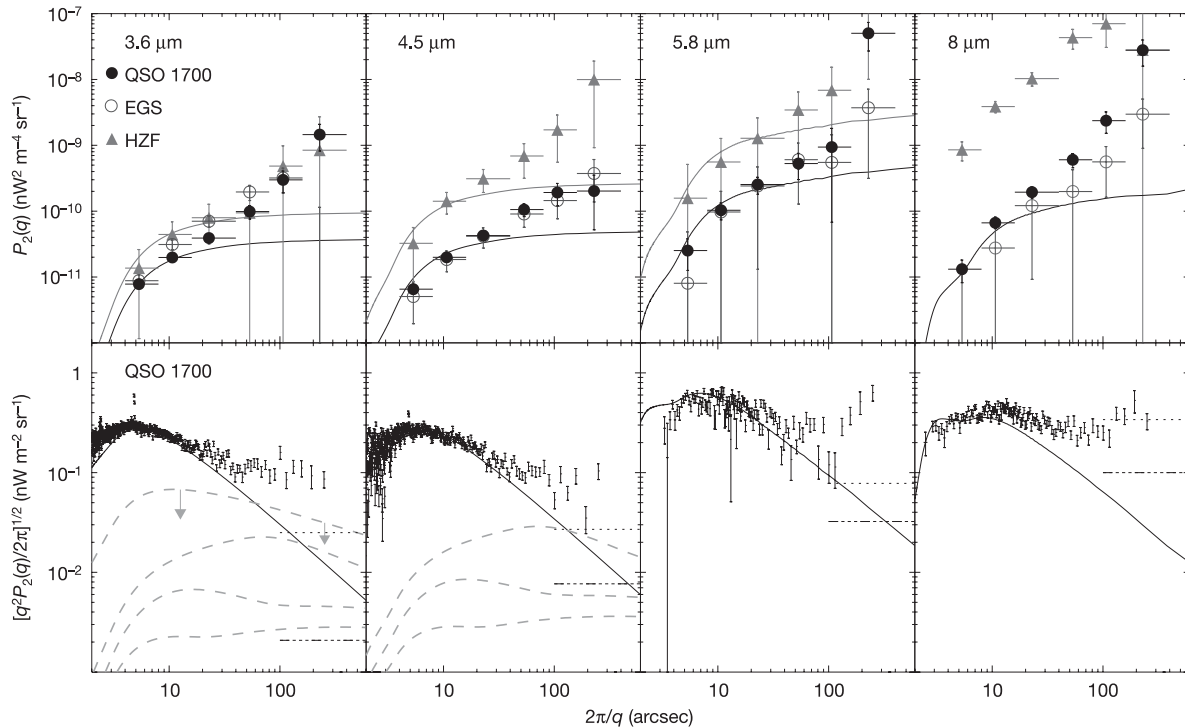 10⁻⁷
10⁻⁸
10⁻⁹
10⁻¹⁰
10⁻¹¹
P₂(q) (nW² m⁻⁴ sr⁻¹)
3.6 µm
QSO 1700
EGS
HZF
4.5 µm
5.8 µm
8 µm
1
10⁻¹
10⁻²
[q²P₂(q)/2π]^{1/2} (nW m⁻² sr⁻¹)
QSO 1700
10 100 10 100 10 100 10 100
2π/q (arcsec)